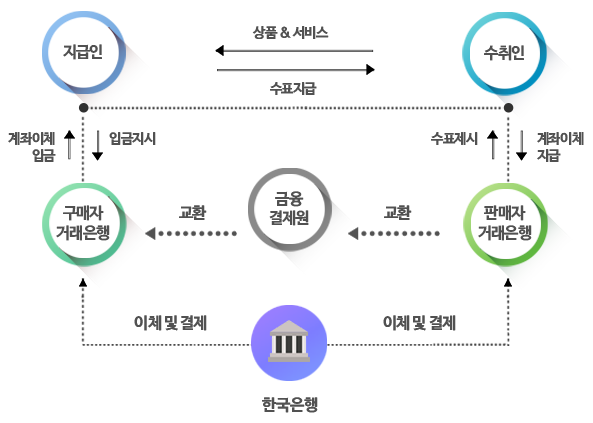 지급인
상품 & 서비스
수취인
수표지급
계좌이체
입금
입금지시
수표제시
계좌이체
지급
구매자
거래은행
교환
금융
결제원
교환
판매자
거래은행
이체 및 결제
이체 및 결제
한국은행